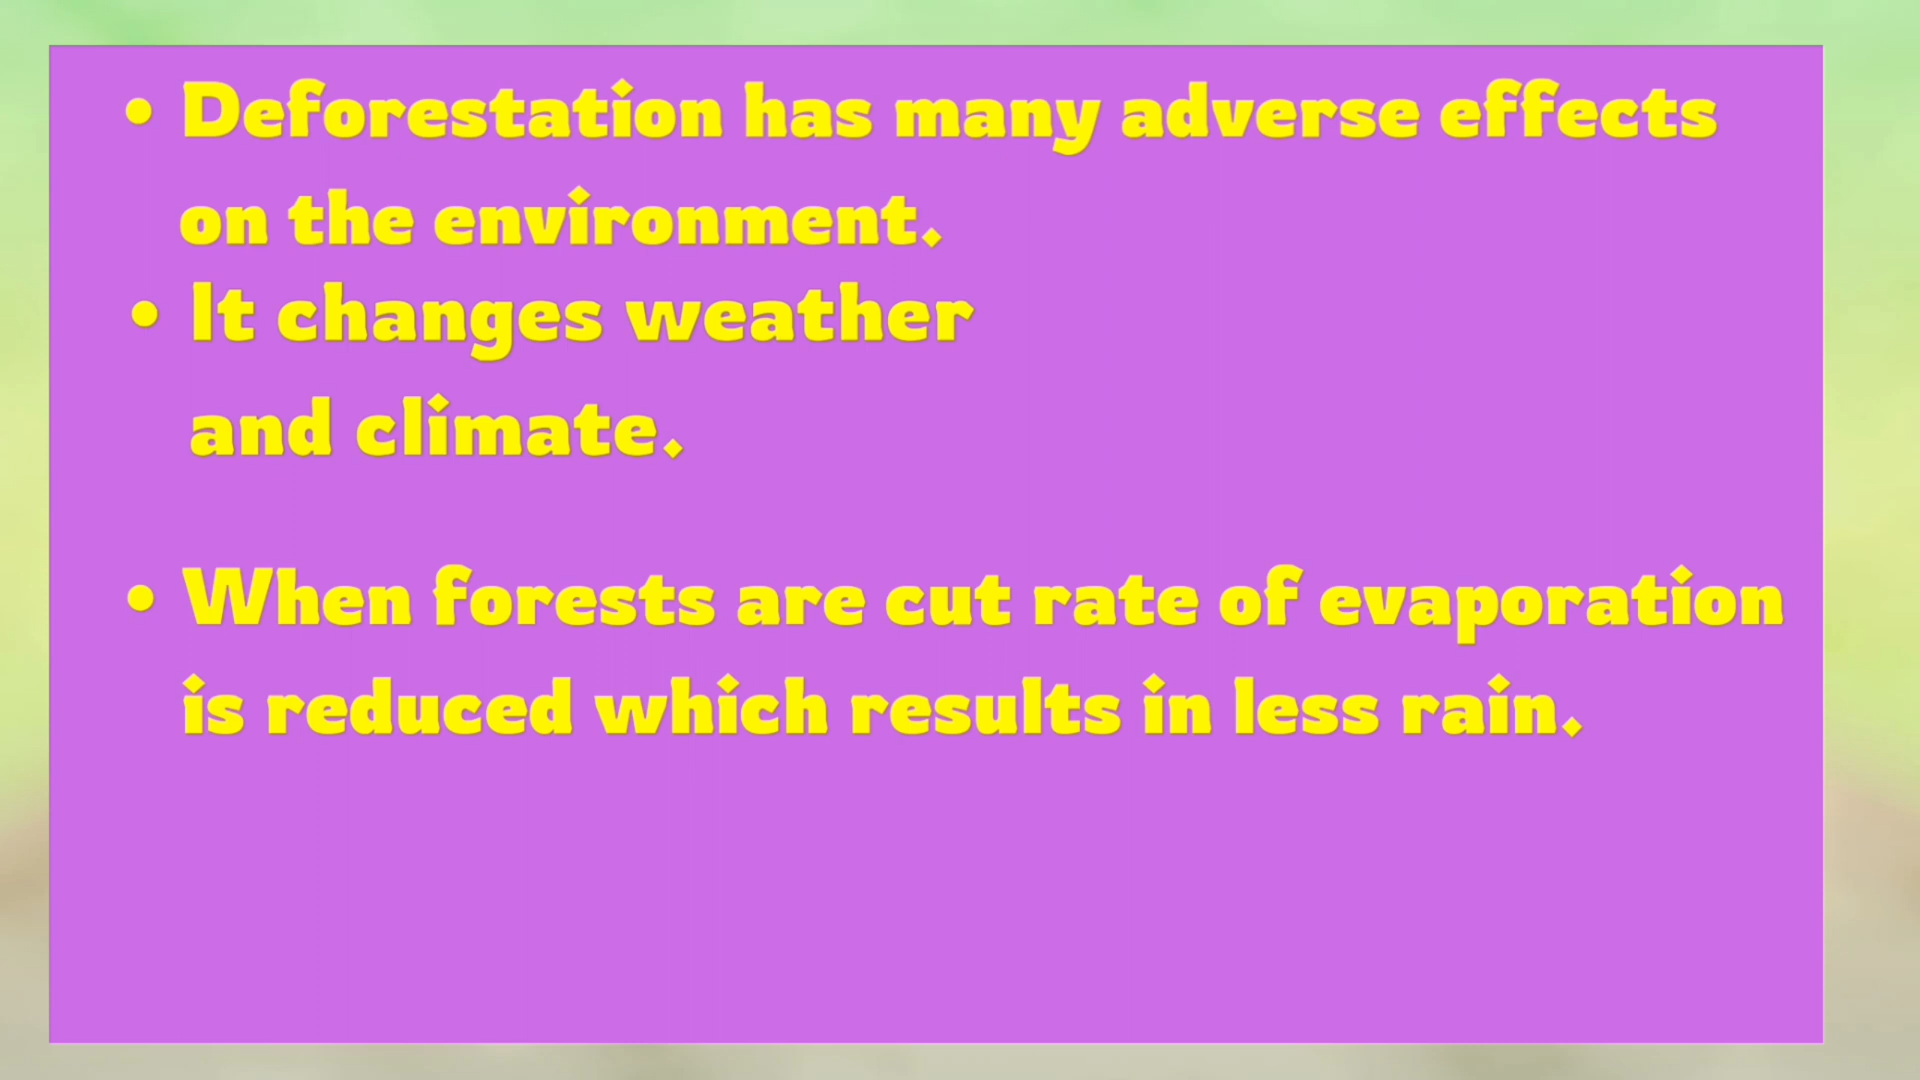 • Deforestation has many adverse effects
on the environment.
• It changes weather
and climate.
• When forests are cut rate of evaporation
is reduced which results in less rain.